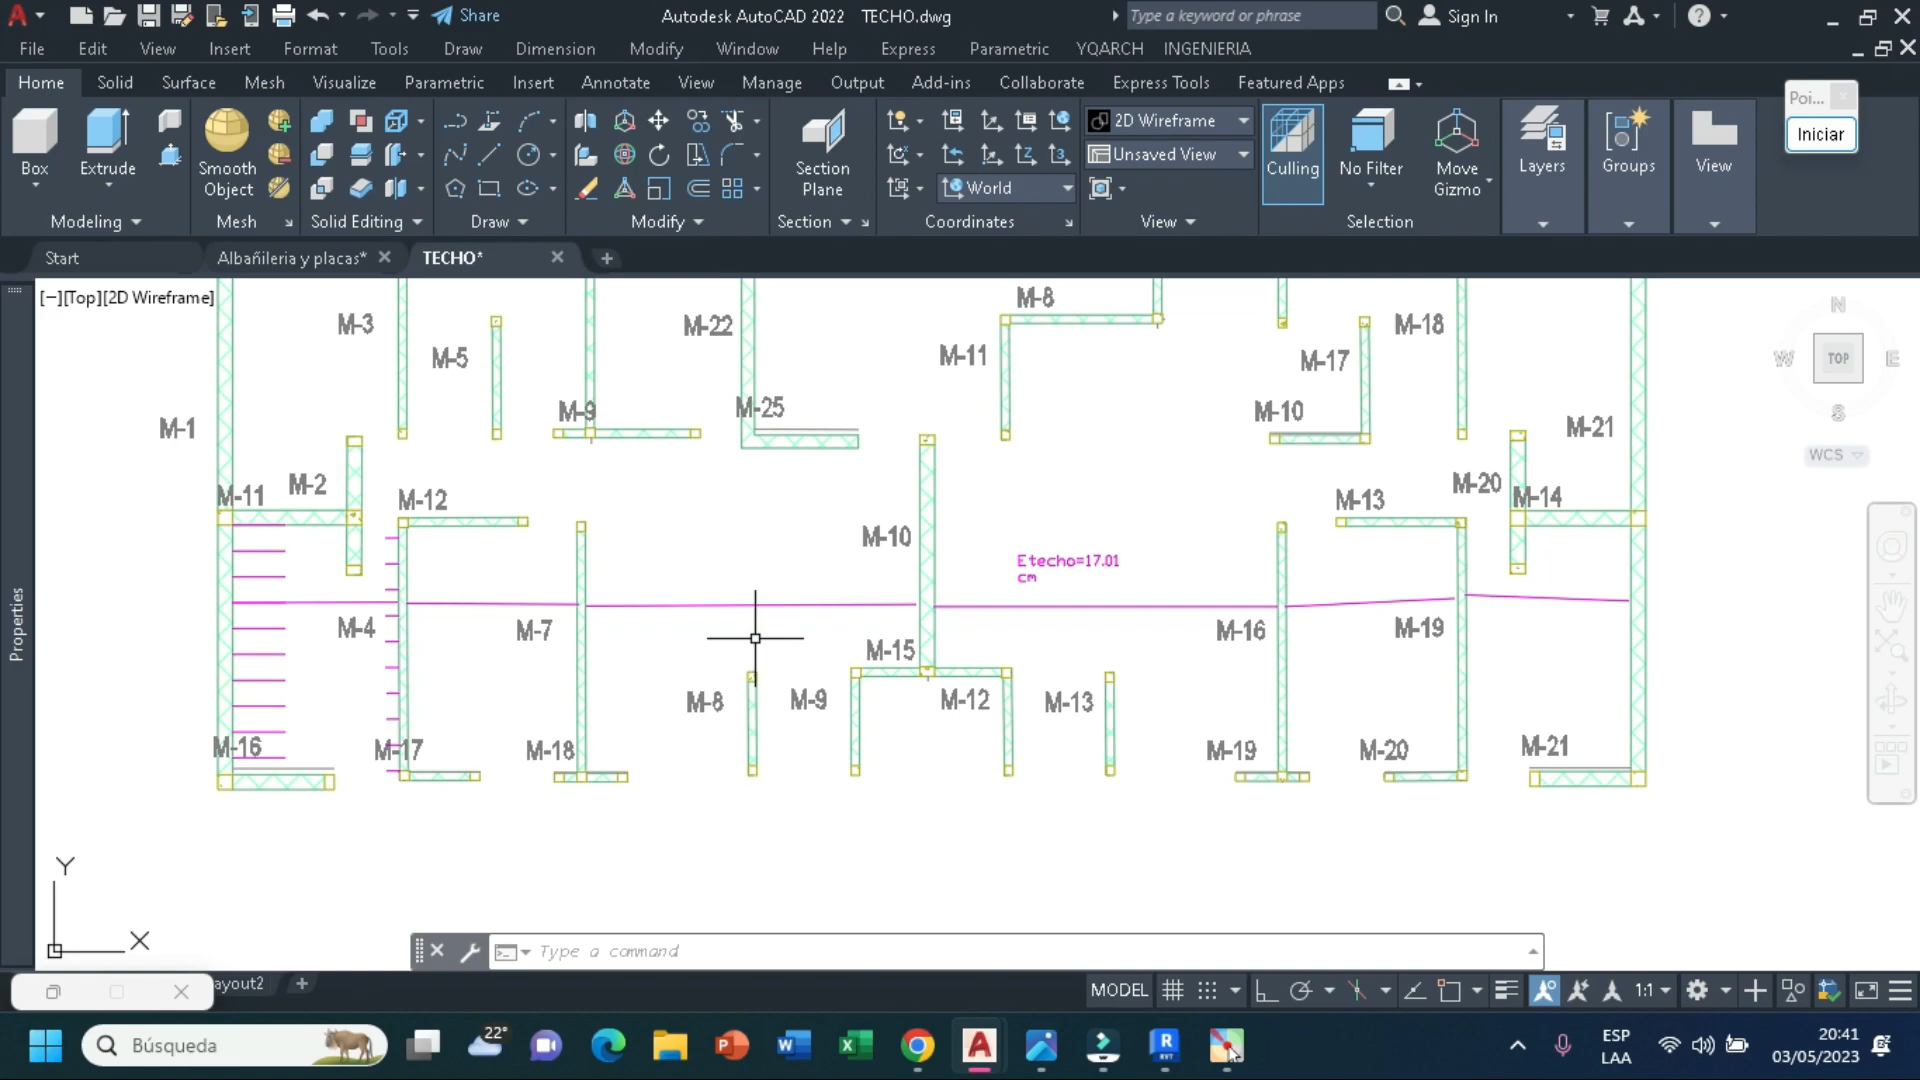 Share
Autodesk AutoCAD 2022 TECHO.dwg
Type a keyword or phrase
Sign In
File Edit View Insert Format Tools Draw Dimension Modify Window Help Express Parametric YQARCH INGENIERIA
Home Solid Surface Mesh Visualize Parametric Insert Annotate View Manage Output Add-ins Collaborate Express Tools Featured Apps
Poi...
Iniciar
Box
Extrude
Smooth Object
Section Plane
World
2D Wireframe
Unsaved View
Culling
No Filter
Move Gizmo
Layers
Groups
View
Modeling
Mesh
Solid Editing
Draw
Modify
Section
Coordinates
View
Selection
Start
Albañileria y placas*
TECHO*
[−][Top][2D Wireframe]
Properties
M-8
M-3
M-22
M-18
M-5
M-11
M-17
M-9
M-25
M-10
M-1
M-21
M-11
M-2
M-12
M-13
M-20
M-14
M-10
Etecho=17.01
cm
M-4
M-7
M-15
M-16
M-19
M-8
M-9
M-12
M-13
M-16
M-17
M-18
M-19
M-20
M-21
N
W
TOP
E
S
WCS
Y
X
Type a command
ayout2
MODEL
1:1
Búsqueda
22°
ESP
LAA
20:41
03/05/2023